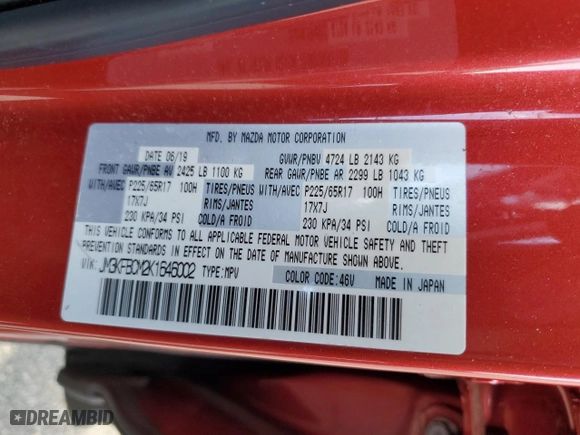 MFD. BY MAZDA MOTOR CORPORATION
DATE 06/19 GVWR/PNBV 4724 LB 2143 KG
FRONT GAWR/PNBE AV 2425 LB 1100 KG REAR GAWR/PNBE AR 2299 LB 1043 KG
WITH/AVEC P225/65R17 100H TIRES/PNEUS WITH/AVEC P225/65R17 100H TIRES/PNEUS
17X7J RIMS/JANTES 17X7J RIMS/JANTES
230 KPA/34 PSI COLD/A FROID 230 KPA/34 PSI COLD/A FROID
THIS VEHICLE CONFORMS TO ALL APPLICABLE FEDERAL MOTOR VEHICLE SAFETY AND THEFT
PREVENTION STANDARDS IN EFFECT ON THE DATE OF MANUFACTURE SHOWN ABOVE.
V.I.N.: JM3KFBCM2K1646002 TYPE:MPV COLOR CODE:46V MADE IN JAPAN
DREAMBID